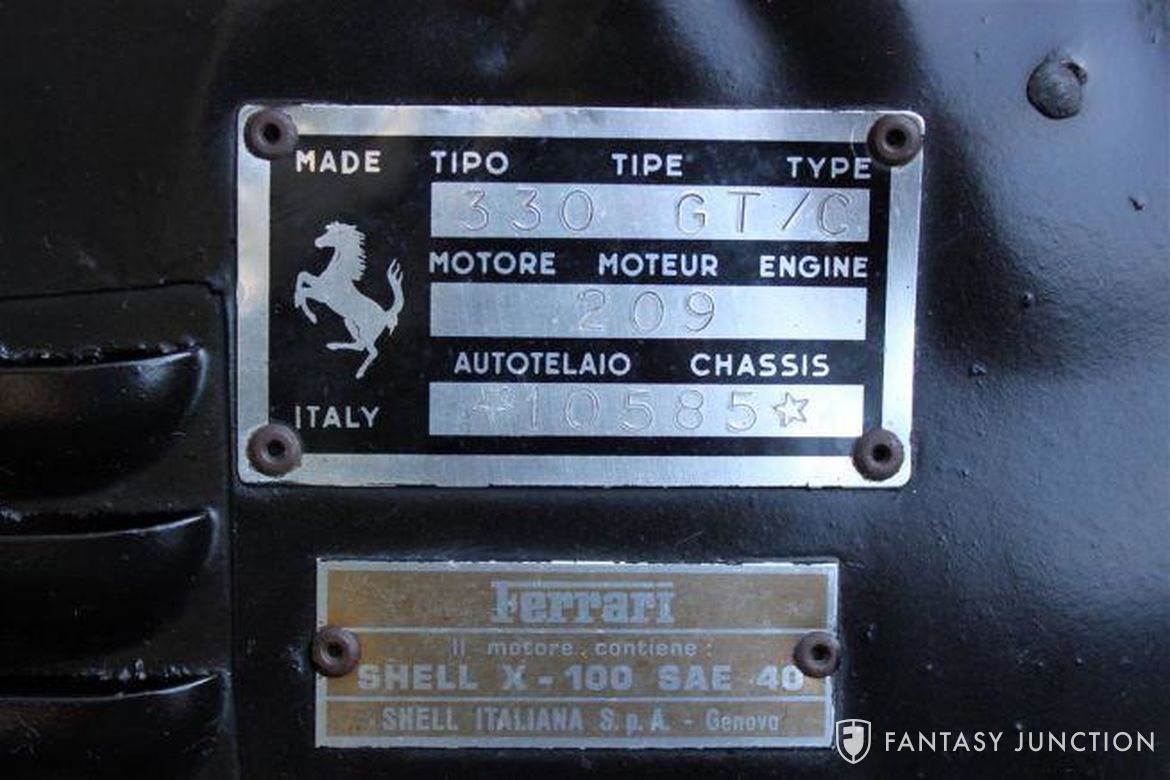 MADE TIPO TIPE TYPE
330 GT/C
MOTORE MOTEUR ENGINE
209
AUTOTELAIO CHASSIS
☆10585☆
ITALY
Ferrari
Il motore contiene :
SHELL X-100 SAE 40
SHELL ITALIANA S.p.A. - Genova
FANTASY JUNCTION